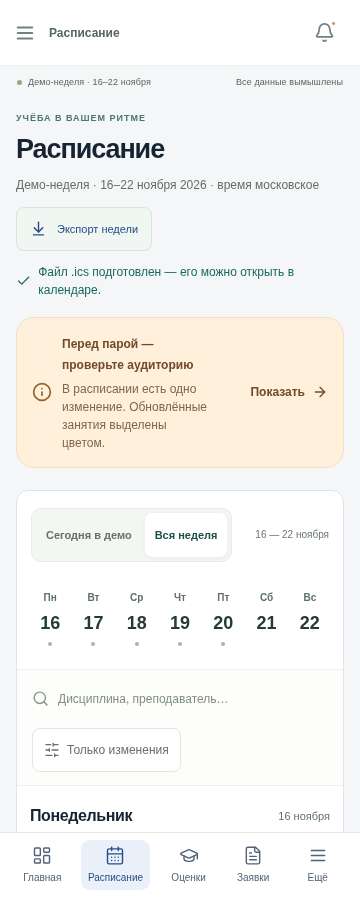 Расписание
Демо-неделя · 16–22 ноября
Все данные вымышлены
УЧЁБА В ВАШЕМ РИТМЕ
Расписание
Демо-неделя · 16–22 ноября 2026 · время московское
Экспорт недели
Файл .ics подготовлен — его можно открыть в
календаре.
Перед парой —
проверьте аудиторию
В расписании есть одно
изменение. Обновлённые
занятия выделены
цветом.
Показать
Сегодня в демо
Вся неделя
16 — 22 ноября
Пн Вт Ср Чт Пт Сб Вс
16 17 18 19 20 21 22
Дисциплина, преподаватель…
Только изменения
Понедельник
16 ноября
Главная Расписание Оценки Заявки Ещё